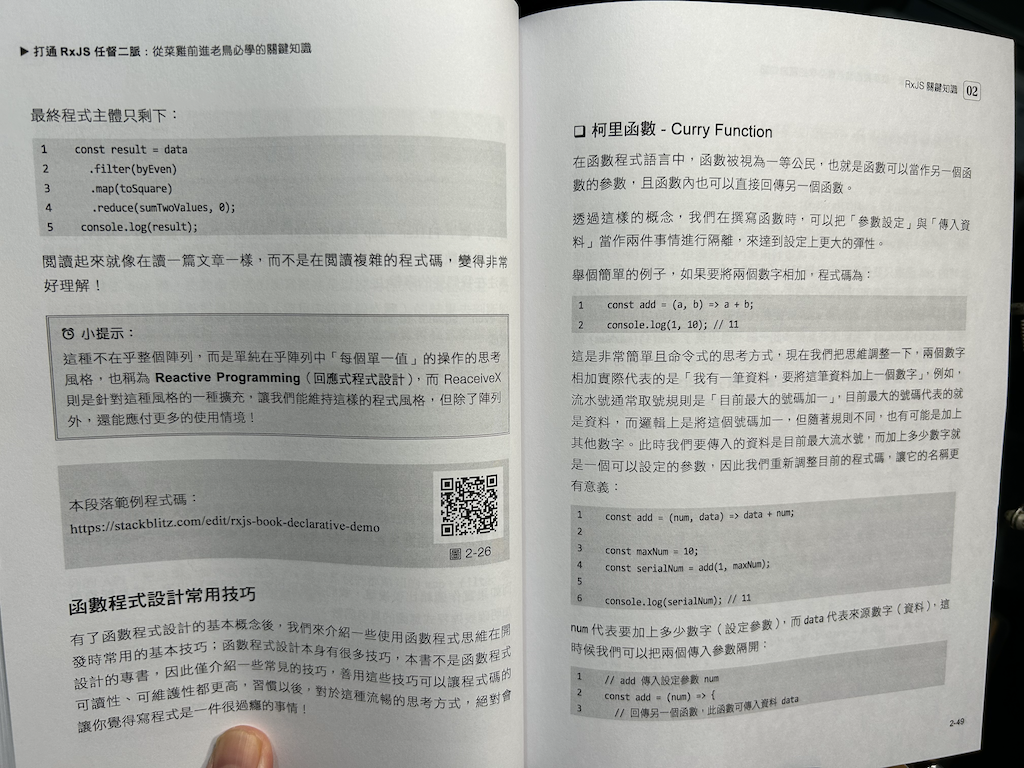 ▶ 打通 RxJS 任督二脈：從菜雞前進老鳥必學的關鍵知識
最終程式主體只剩下：
1 const result = data
2 .filter(byEven)
3 .map(toSquare)
4 .reduce(sumTwoValues, 0);
5 console.log(result);
閱讀起來就像在讀一篇文章一樣，而不是在閱讀複雜的程式碼，變得非常
好理解！
小提示：
這種不在乎整個陣列，而是單純在乎陣列中「每個單一值」的操作的思考
風格，也稱為 Reactive Programming（回應式程式設計），而 ReaceiveX
則是針對這種風格的一種擴充，讓我們能維持這樣的程式風格，但除了陣列
外，還能應付更多的使用情境！
本段落範例程式碼：
https://stackblitz.com/edit/rxjs-book-declarative-demo
圖 2-26
函數程式設計常用技巧
有了函數程式設計的基本概念後，我們來介紹一些使用函數程式思維在開
發時常用的基本技巧；函數程式設計本身有很多技巧，本書不是函數程式
設計的專書，因此僅介紹一些常見的技巧，善用這些技巧可以讓程式碼的
可讀性、可維護性都更高，習慣以後，對於這種流暢的思考方式，絕對會
讓你覺得寫程式是一件很過癮的事情！
RxJS 關鍵知識 02
❏ 柯里函數 - Curry Function
在函數程式語言中，函數被視為一等公民，也就是函數可以當作另一個函
數的參數，且函數內也可以直接回傳另一個函數。
透過這樣的概念，我們在撰寫函數時，可以把「參數設定」與「傳入資
料」當作兩件事情進行隔離，來達到設定上更大的彈性。
舉個簡單的例子，如果要將兩個數字相加，程式碼為：
1 const add = (a, b) => a + b;
2 console.log(1, 10); // 11
這是非常簡單且命令式的思考方式，現在我們把思維調整一下，兩個數字
相加實際代表的是「我有一筆資料，要將這筆資料加上一個數字」，例如，
流水號通常取號規則是「目前最大的號碼加一」，目前最大的號碼代表的就
是資料，而邏輯上是將這個號碼加一，但隨著規則不同，也有可能是加上
其他數字。此時我們要傳入的資料是目前最大流水號，而加上多少數字就
是一個可以設定的參數，因此我們重新調整目前的程式碼，讓它的名稱更
有意義：
1 const add = (num, data) => data + num;
2
3 const maxNum = 10;
4 const serialNum = add(1, maxNum);
5
6 console.log(serialNum); // 11
num 代表要加上多少數字（設定參數），而 data 代表來源數字（資料），這
時候我們可以把兩個傳入參數隔開：
1 // add 傳入設定參數 num
2 const add = (num) => {
3 // 回傳另一個函數，此函數可傳入資料 data
2-49